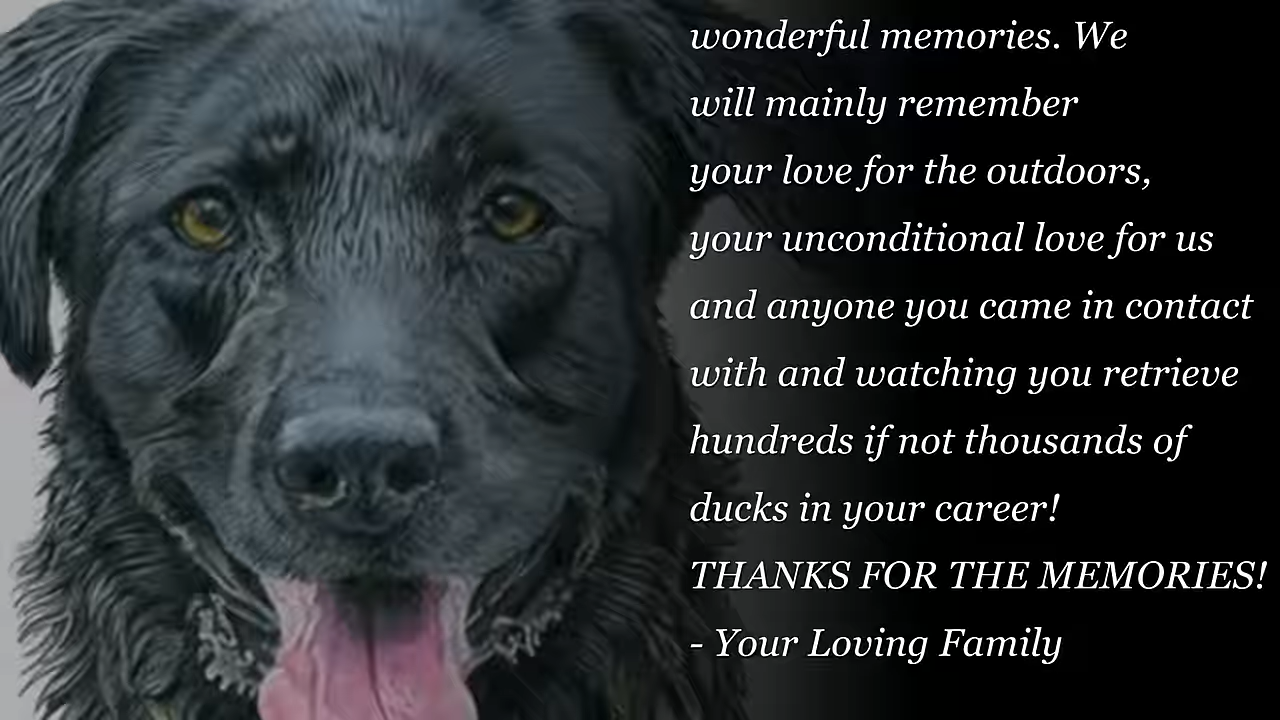 wonderful memories. We
will mainly remember
your love for the outdoors,
your unconditional love for us
and anyone you came in contact
with and watching you retrieve
hundreds if not thousands of
ducks in your career!
THANKS FOR THE MEMORIES!
- Your Loving Family